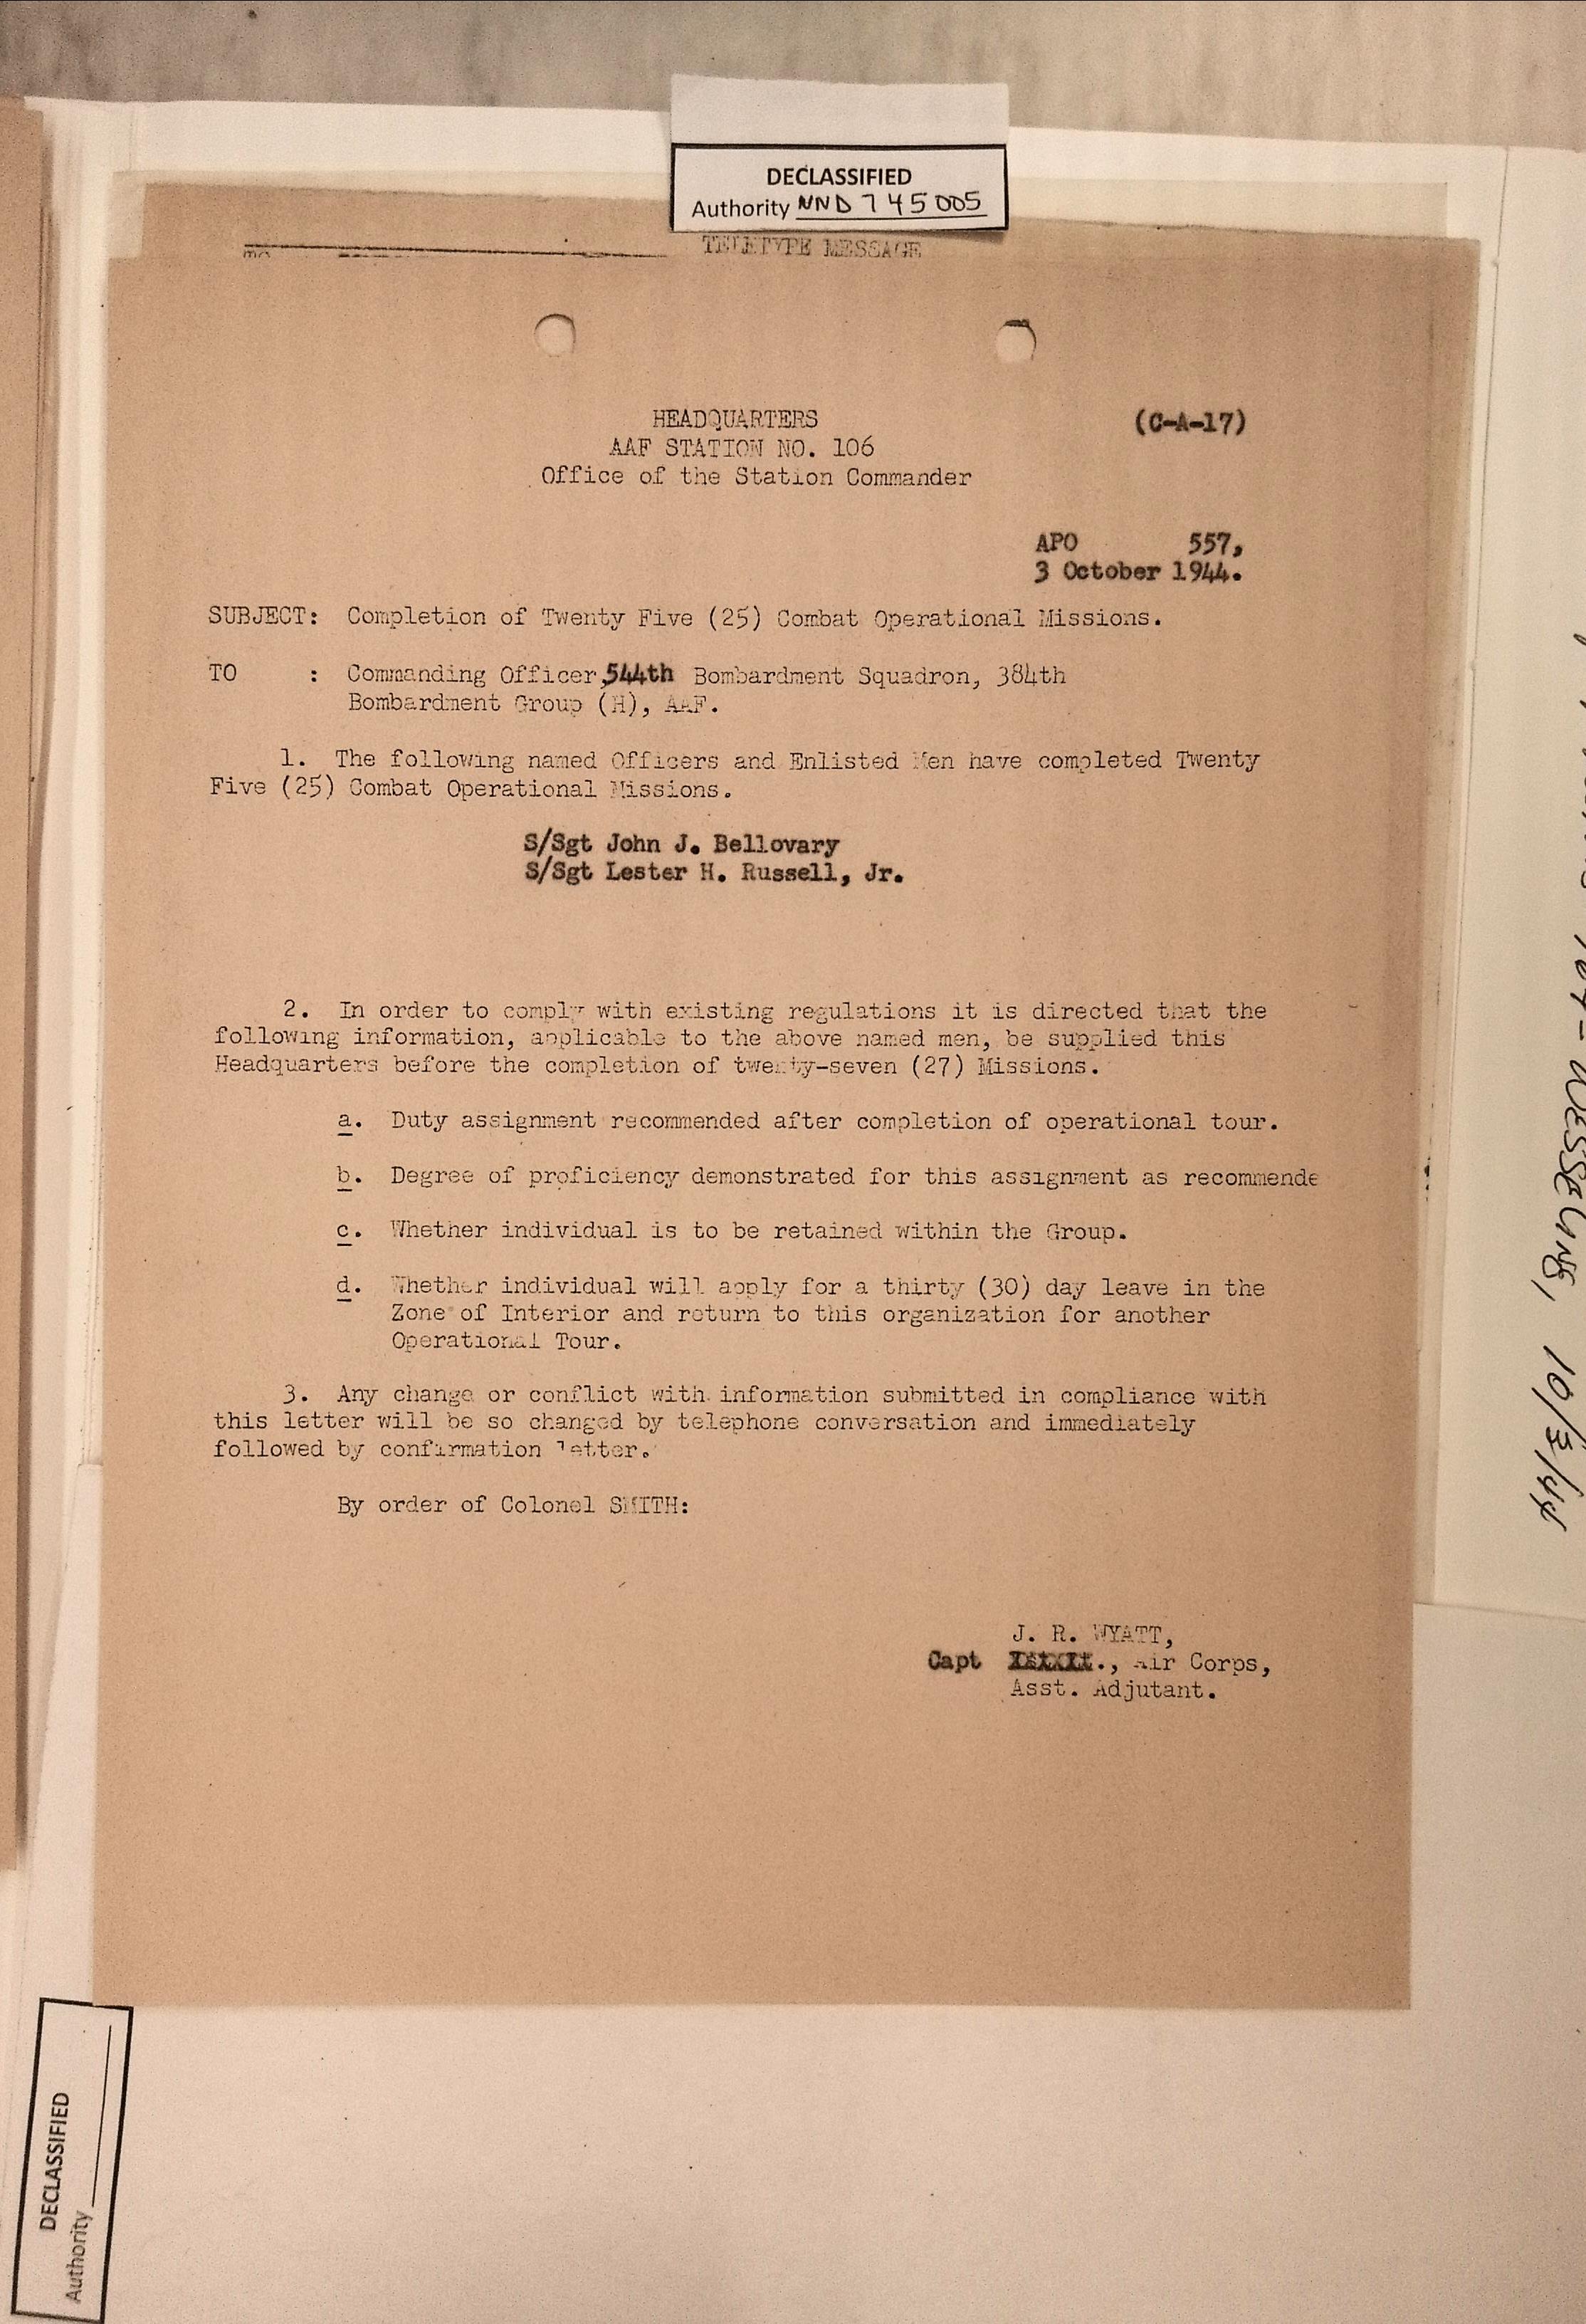 DECLASSIFIED
Authority NND 745005
TELETYPE MESSAGE
HEADQUARTERS (C-A-17)
AAF STATION NO. 106
Office of the Station Commander
APO 557,
3 October 1944.
SUBJECT: Completion of Twenty Five (25) Combat Operational Missions.
TO : Commanding Officer, 544th Bombardment Squadron, 384th
Bombardment Group (H), AAF.
1. The following named Officers and Enlisted Men have completed Twenty
Five (25) Combat Operational Missions.
S/Sgt John J. Bellovary
S/Sgt Lester H. Russell, Jr.
2. In order to comply with existing regulations it is directed that the
following information, applicable to the above named men, be supplied this
Headquarters before the completion of twenty-seven (27) Missions.
a. Duty assignment recommended after completion of operational tour.
b. Degree of proficiency demonstrated for this assignment as recommende
c. Whether individual is to be retained within the Group.
d. Whether individual will apply for a thirty (30) day leave in the
Zone of Interior and return to this organization for another
Operational Tour.
3. Any change or conflict with information submitted in compliance with
this letter will be so changed by telephone conversation and immediately
followed by confirmation letter.
By order of Colonel SMITH:
J. R. WYATT,
Capt ., Air Corps,
Asst. Adjutant.
DECLASSIFIED
Authority
WESSELING, 10/3/44